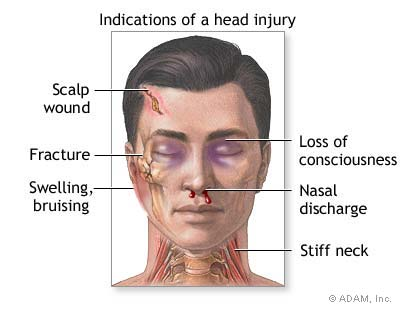 Indications of a head injury
Scalp
wound
Fracture
Swelling,
bruising
Loss of
consciousness
Nasal
discharge
Stiff neck
© ADAM, Inc.